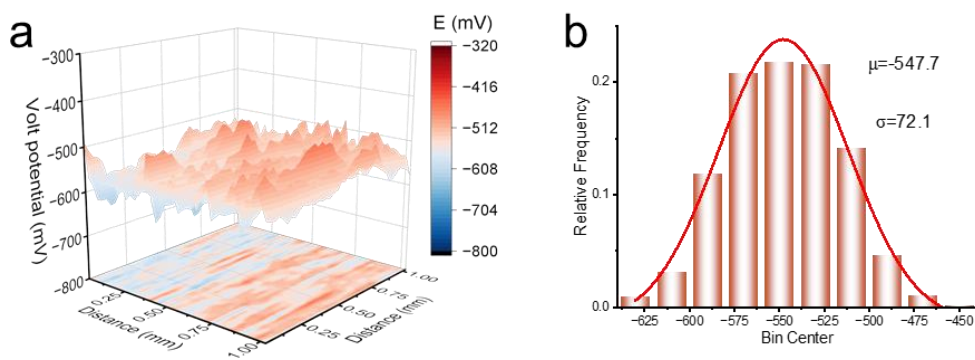 a
E (mV)
−320
−416
−512
−608
−704
−800
−300
−400
−500
−600
−700
−800
Volt potential
(mV)
0.25
0.50
0.75
1.00
Distance (mm)
0.25
0.50
0.75
1.00
Distance (mm)
b
μ=-547.7
σ=72.1
0.2
0.1
0.0
Relative Frequency
−625 −600 −575 −550 −525 −500 −475 −450
Bin Center